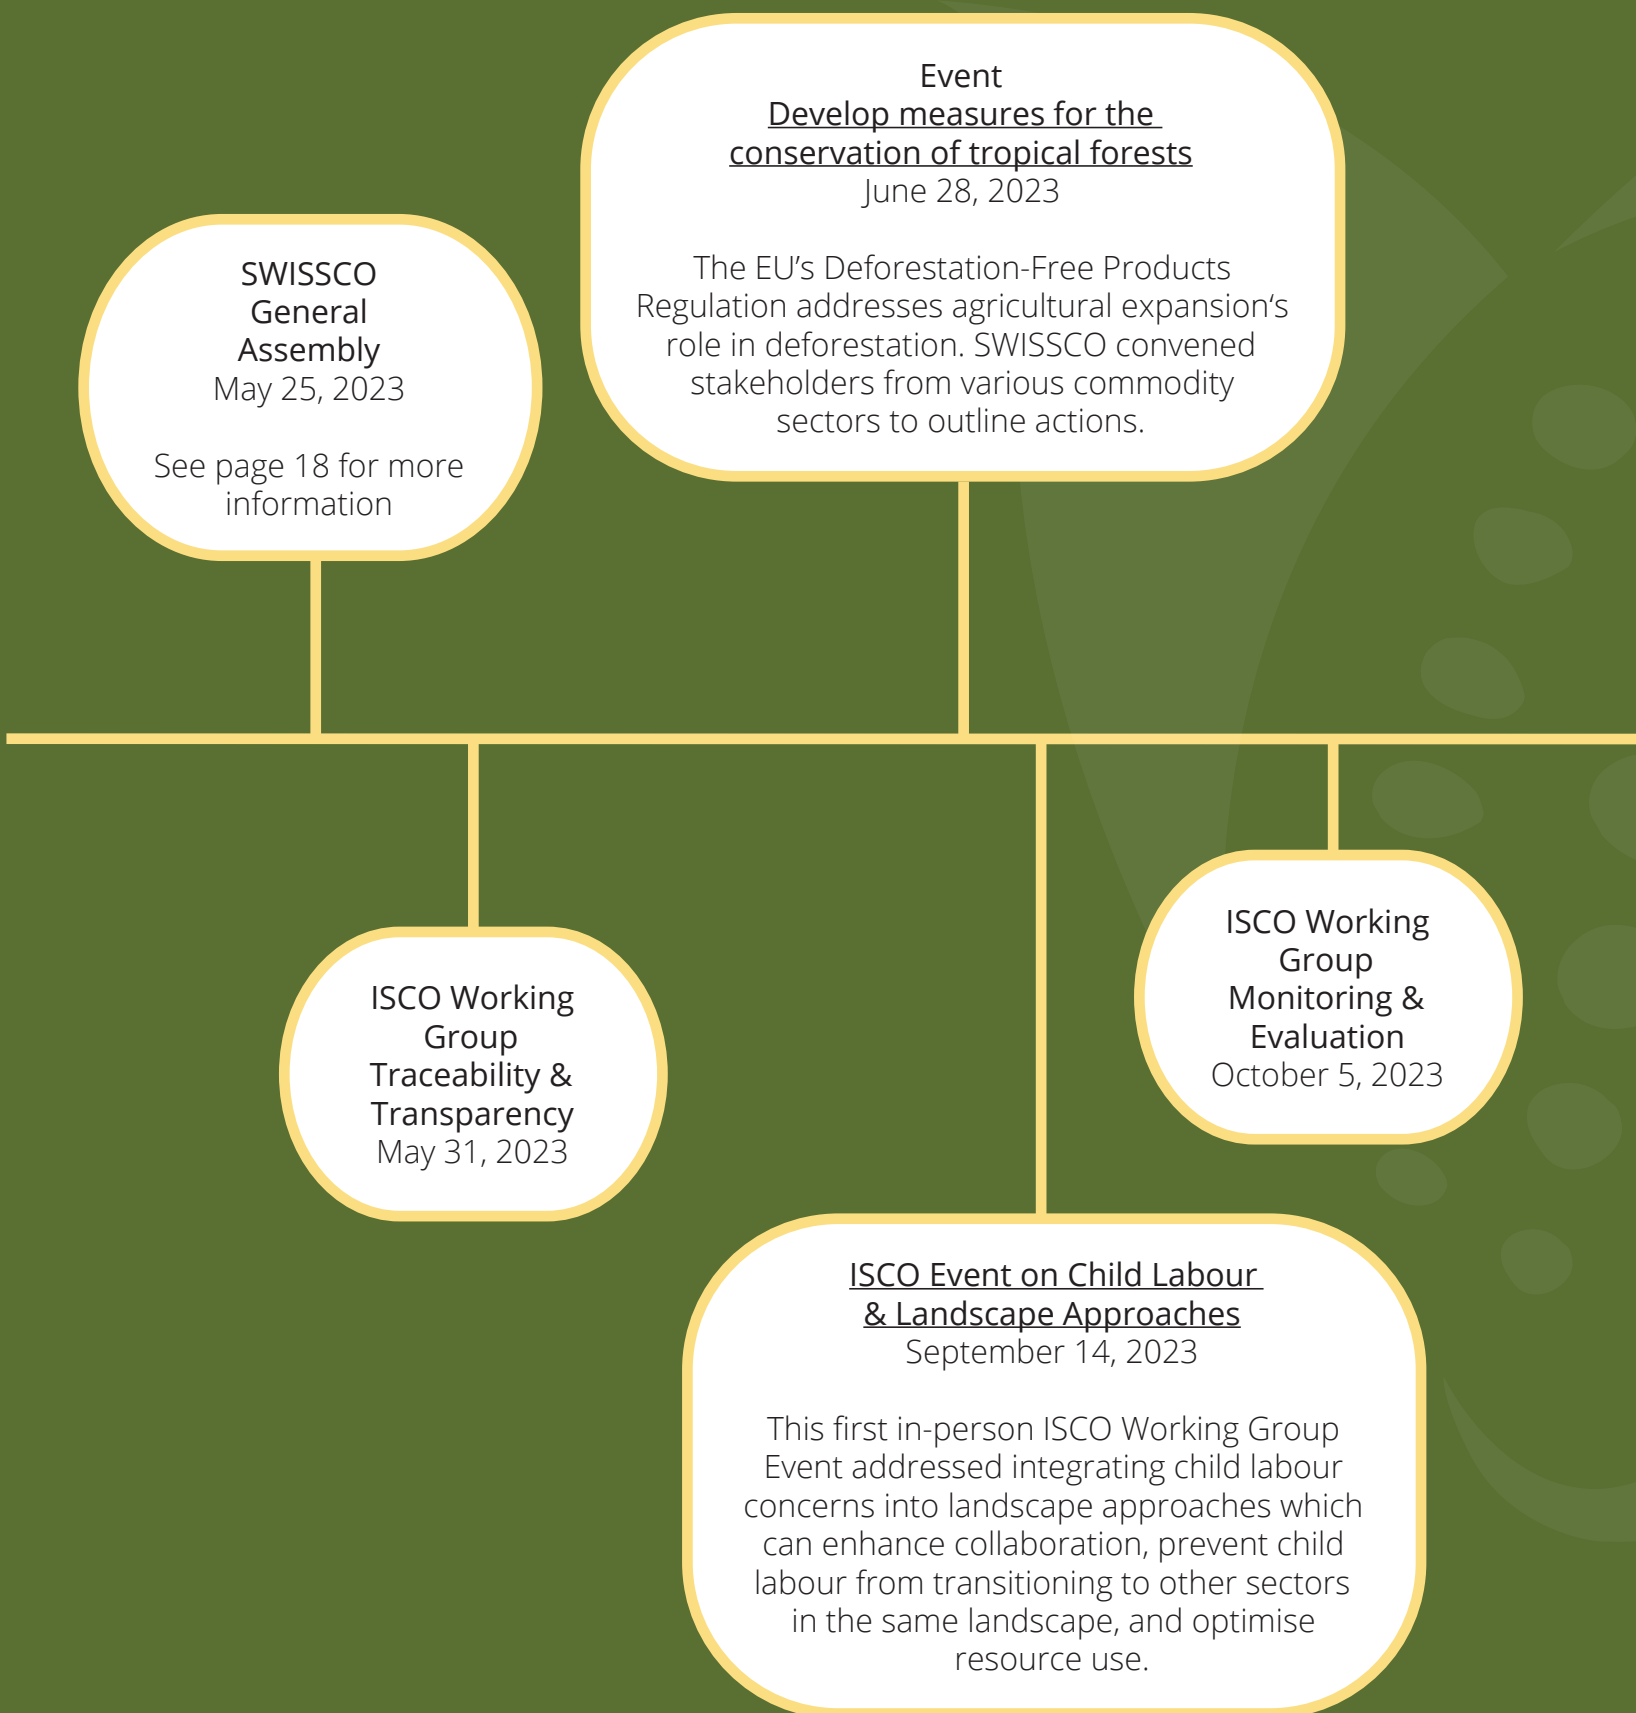 Event
Develop measures for the
conservation of tropical forests
June 28, 2023
The EU’s Deforestation-Free Products
Regulation addresses agricultural expansion‘s
role in deforestation. SWISSCO convened
stakeholders from various commodity
sectors to outline actions.
SWISSCO
General
Assembly
May 25, 2023
See page 18 for more
information
ISCO Working
Group
Traceability &
Transparency
May 31, 2023
ISCO Working
Group
Monitoring &
Evaluation
October 5, 2023
ISCO Event on Child Labour
& Landscape Approaches
September 14, 2023
This first in-person ISCO Working Group
Event addressed integrating child labour
concerns into landscape approaches which
can enhance collaboration, prevent child
labour from transitioning to other sectors
in the same landscape, and optimise
resource use.